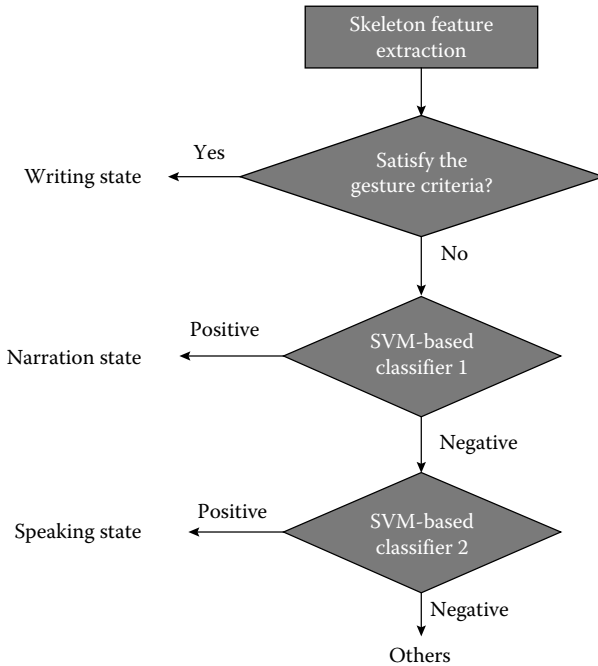 Skeleton feature
extraction
Yes
Writing state
Satisfy the
gesture criteria?
No
Positive
Narration state
SVM-based
classifier 1
Negative
Positive
Speaking state
SVM-based
classifier 2
Negative
Others